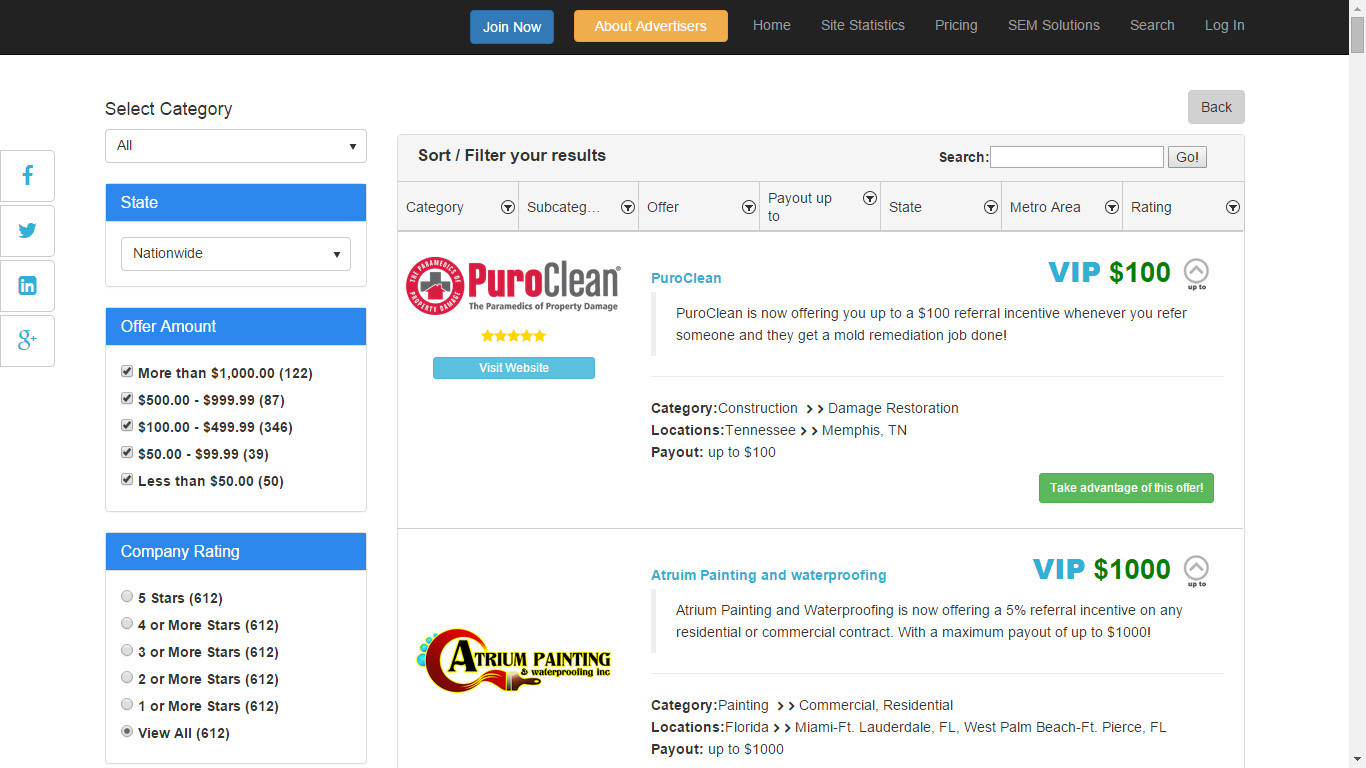 Join Now
About Advertisers
Home
Site Statistics
Pricing
SEM Solutions
Search
Log In
Back
Select Category
All
State
Nationwide
Offer Amount
More than $1,000.00 (122)
$500.00 - $999.99 (87)
$100.00 - $499.99 (346)
$50.00 - $99.99 (39)
Less than $50.00 (50)
Company Rating
5 Stars (612)
4 or More Stars (612)
3 or More Stars (612)
2 or More Stars (612)
1 or More Stars (612)
View All (612)
Sort / Filter your results
Search:
Go!
Category
Subcateg...
Offer
Payout up
to
State
Metro Area
Rating
THE PARAMEDICS OF
PROPERTY DAMAGE
PuroClean®
The Paramedics of Property Damage
Visit Website
PuroClean
VIP $100
up to
PuroClean is now offering you up to a $100 referral incentive whenever you refer
someone and they get a mold remediation job done!
Category:Construction >> Damage Restoration
Locations:Tennessee >> Memphis, TN
Payout: up to $100
Take advantage of this offer!
ATRIUM PAINTING
& waterproofing inc
Atruim Painting and waterproofing
VIP $1000
up to
Atrium Painting and Waterproofing is now offering a 5% referral incentive on any
residential or commercial contract. With a maximum payout of up to $1000!
Category:Painting >> Commercial, Residential
Locations:Florida >> Miami-Ft. Lauderdale, FL, West Palm Beach-Ft. Pierce, FL
Payout: up to $1000